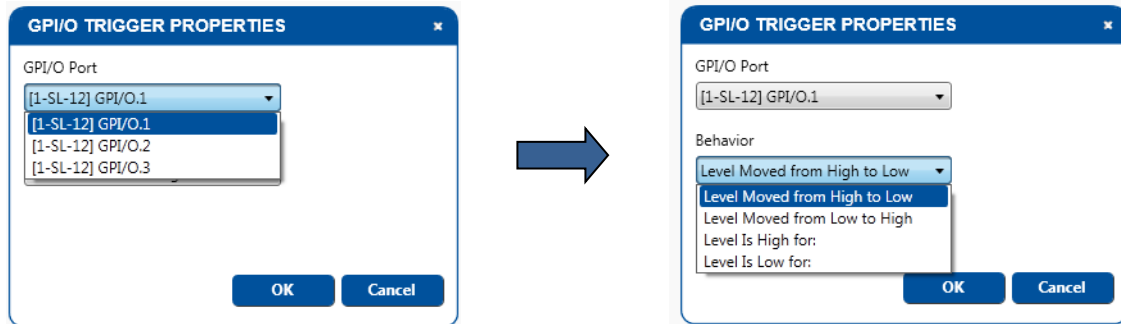 GPI/O TRIGGER PROPERTIES
GPI/O Port
[1-SL-12] GPI/O.1
[1-SL-12] GPI/O.1
[1-SL-12] GPI/O.2
[1-SL-12] GPI/O.3
OK
Cancel
GPI/O TRIGGER PROPERTIES
GPI/O Port
[1-SL-12] GPI/O.1
Behavior
Level Moved from High to Low
Level Moved from High to Low
Level Moved from Low to High
Level Is High for:
Level Is Low for:
OK
Cancel